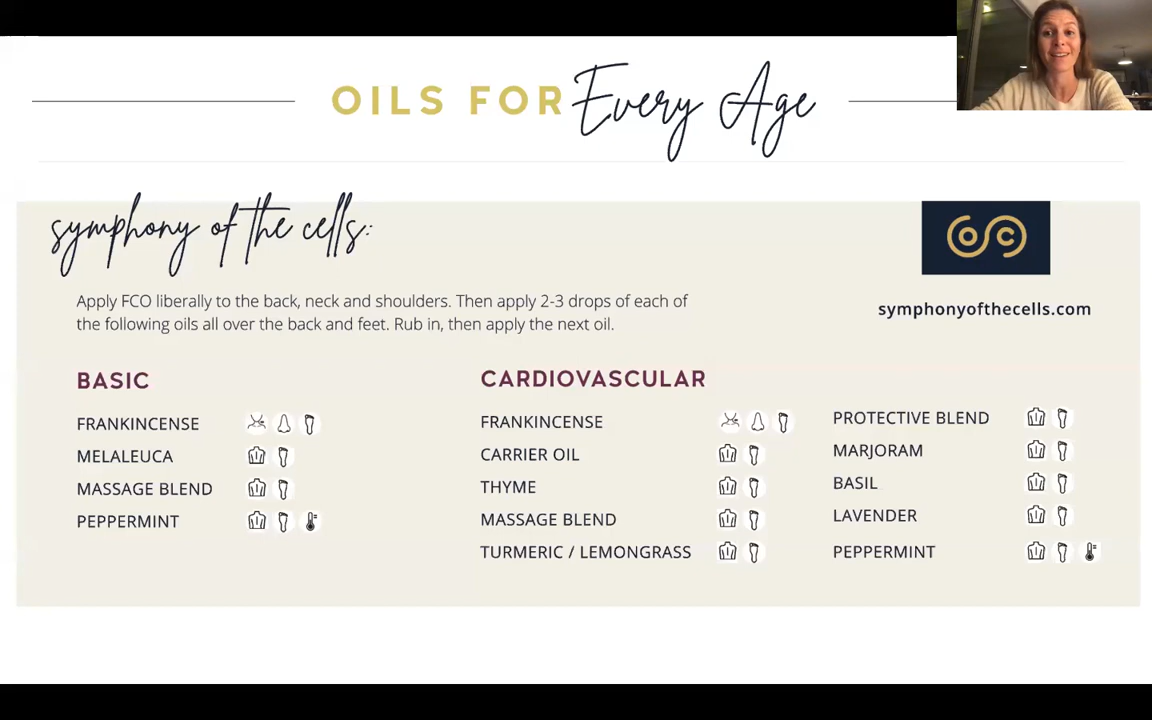 OILS FOR Every Age
symphony of the cells:
Apply FCO liberally to the back, neck and shoulders. Then apply 2-3 drops of each of
the following oils all over the back and feet. Rub in, then apply the next oil.
OC
symphonyofthecells.com
BASIC
FRANKINCENSE
MELALEUCA
MASSAGE BLEND
PEPPERMINT
CARDIOVASCULAR
FRANKINCENSE
CARRIER OIL
THYME
MASSAGE BLEND
TURMERIC / LEMONGRASS
PROTECTIVE BLEND
MARJORAM
BASIL
LAVENDER
PEPPERMINT